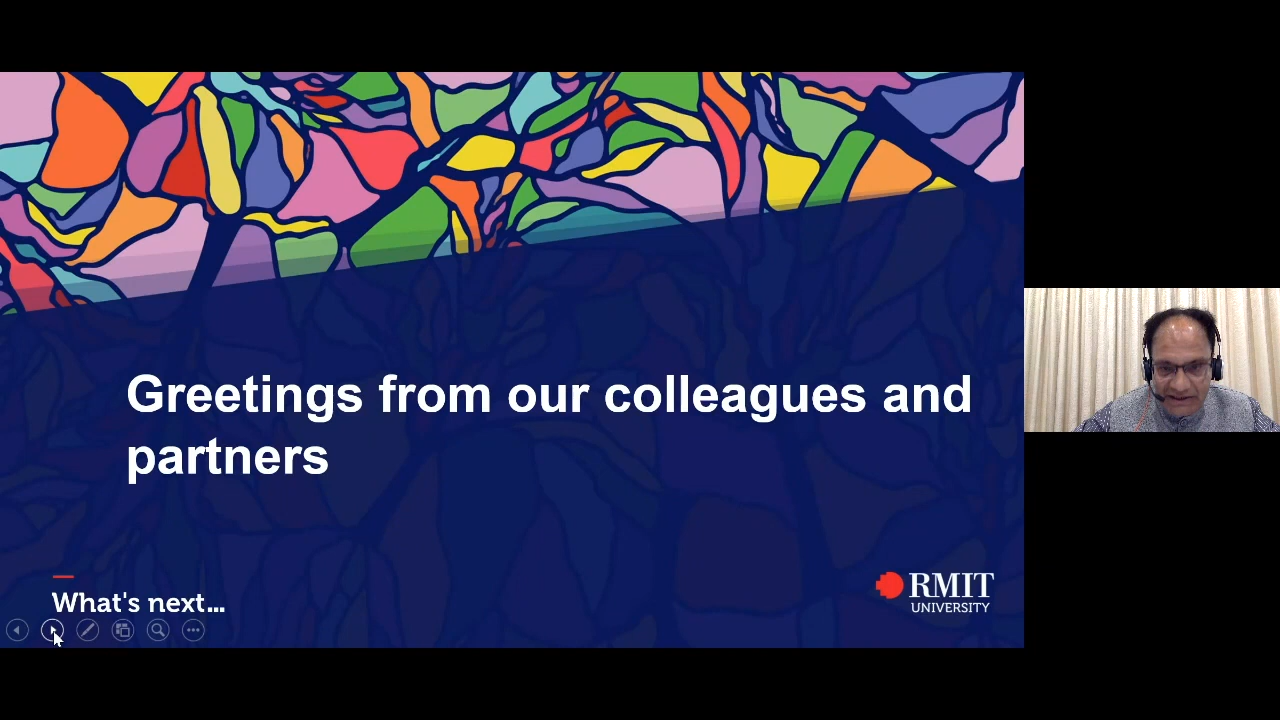 Greetings from our colleagues and
partners
What's next...
RMIT
UNIVERSITY